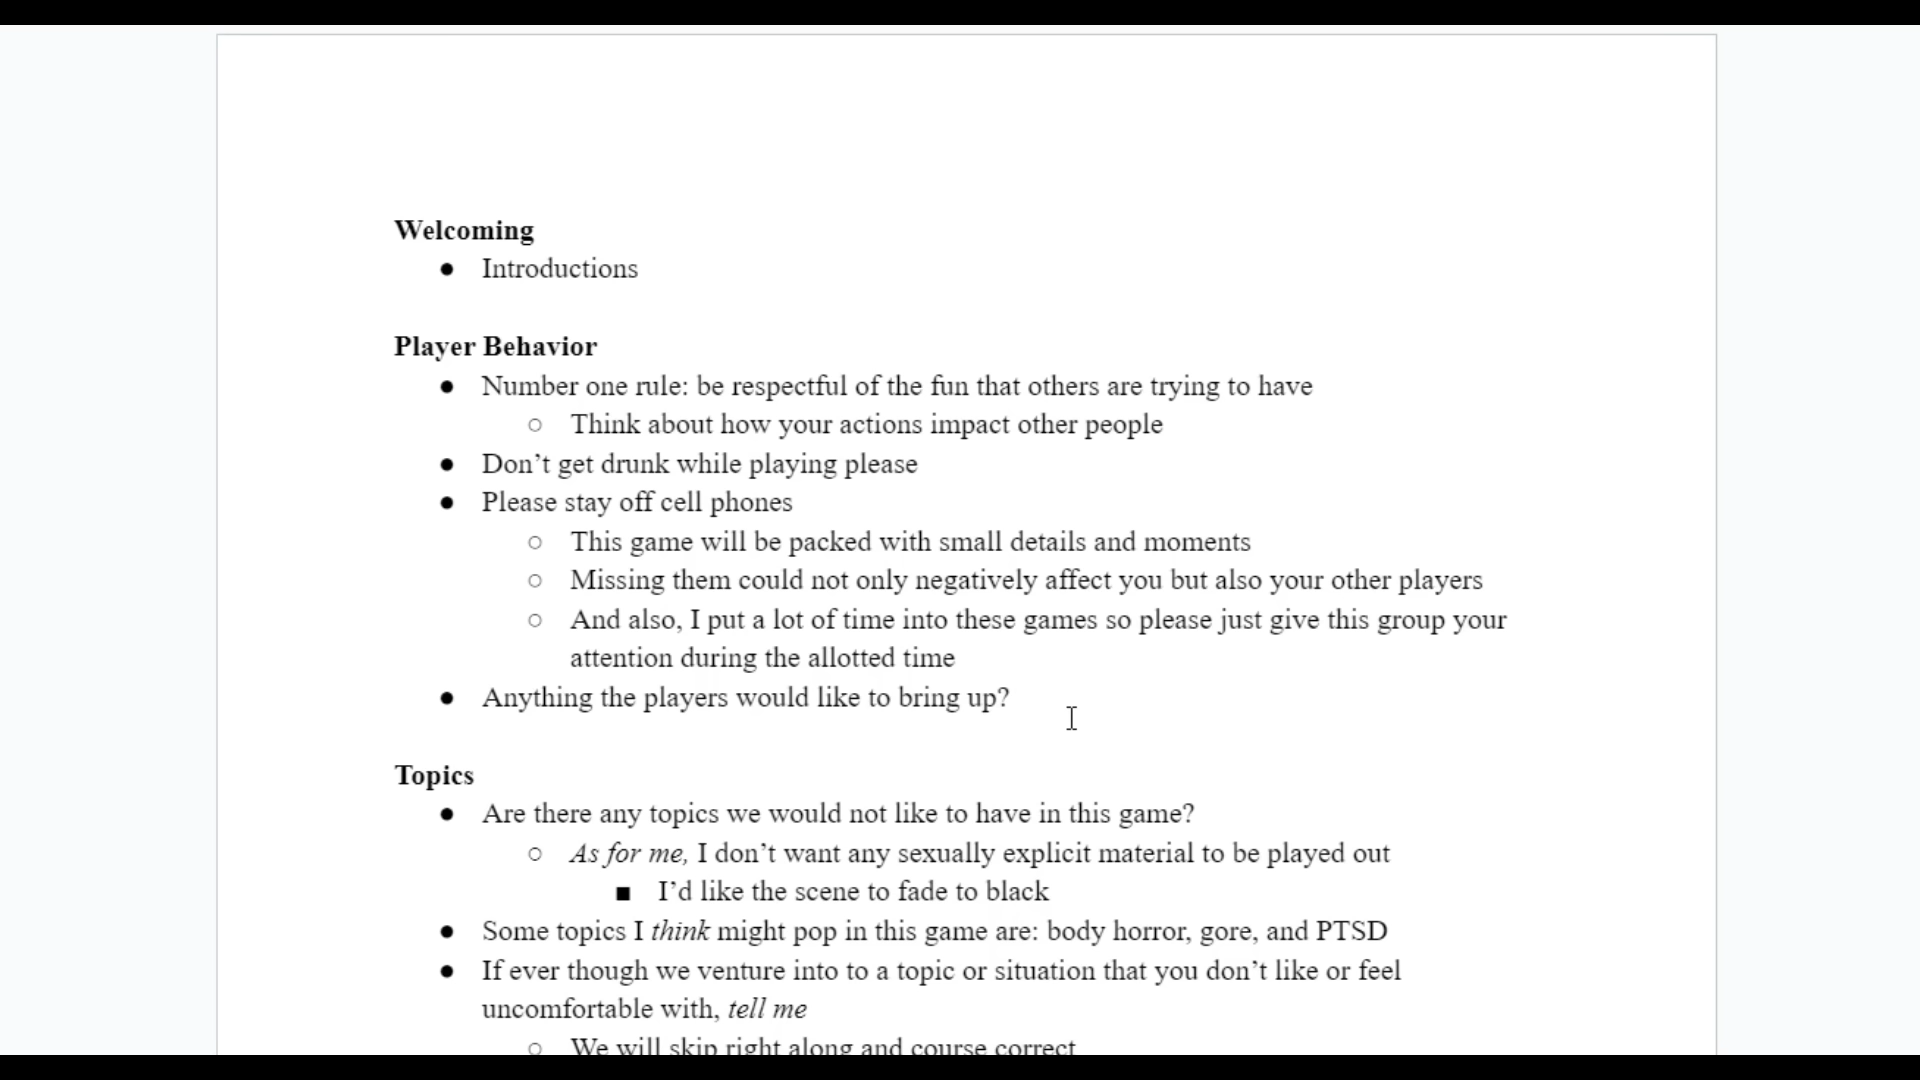 Welcoming
● Introductions
Player Behavior
● Number one rule: be respectful of the fun that others are trying to have
○ Think about how your actions impact other people
● Don’t get drunk while playing please
● Please stay off cell phones
○ This game will be packed with small details and moments
○ Missing them could not only negatively affect you but also your other players
○ And also, I put a lot of time into these games so please just give this group your
attention during the allotted time
● Anything the players would like to bring up?
Topics
● Are there any topics we would not like to have in this game?
○ As for me, I don’t want any sexually explicit material to be played out
■ I’d like the scene to fade to black
● Some topics I think might pop in this game are: body horror, gore, and PTSD
● If ever though we venture into to a topic or situation that you don’t like or feel
uncomfortable with, tell me
○ We will skip right along and course correct